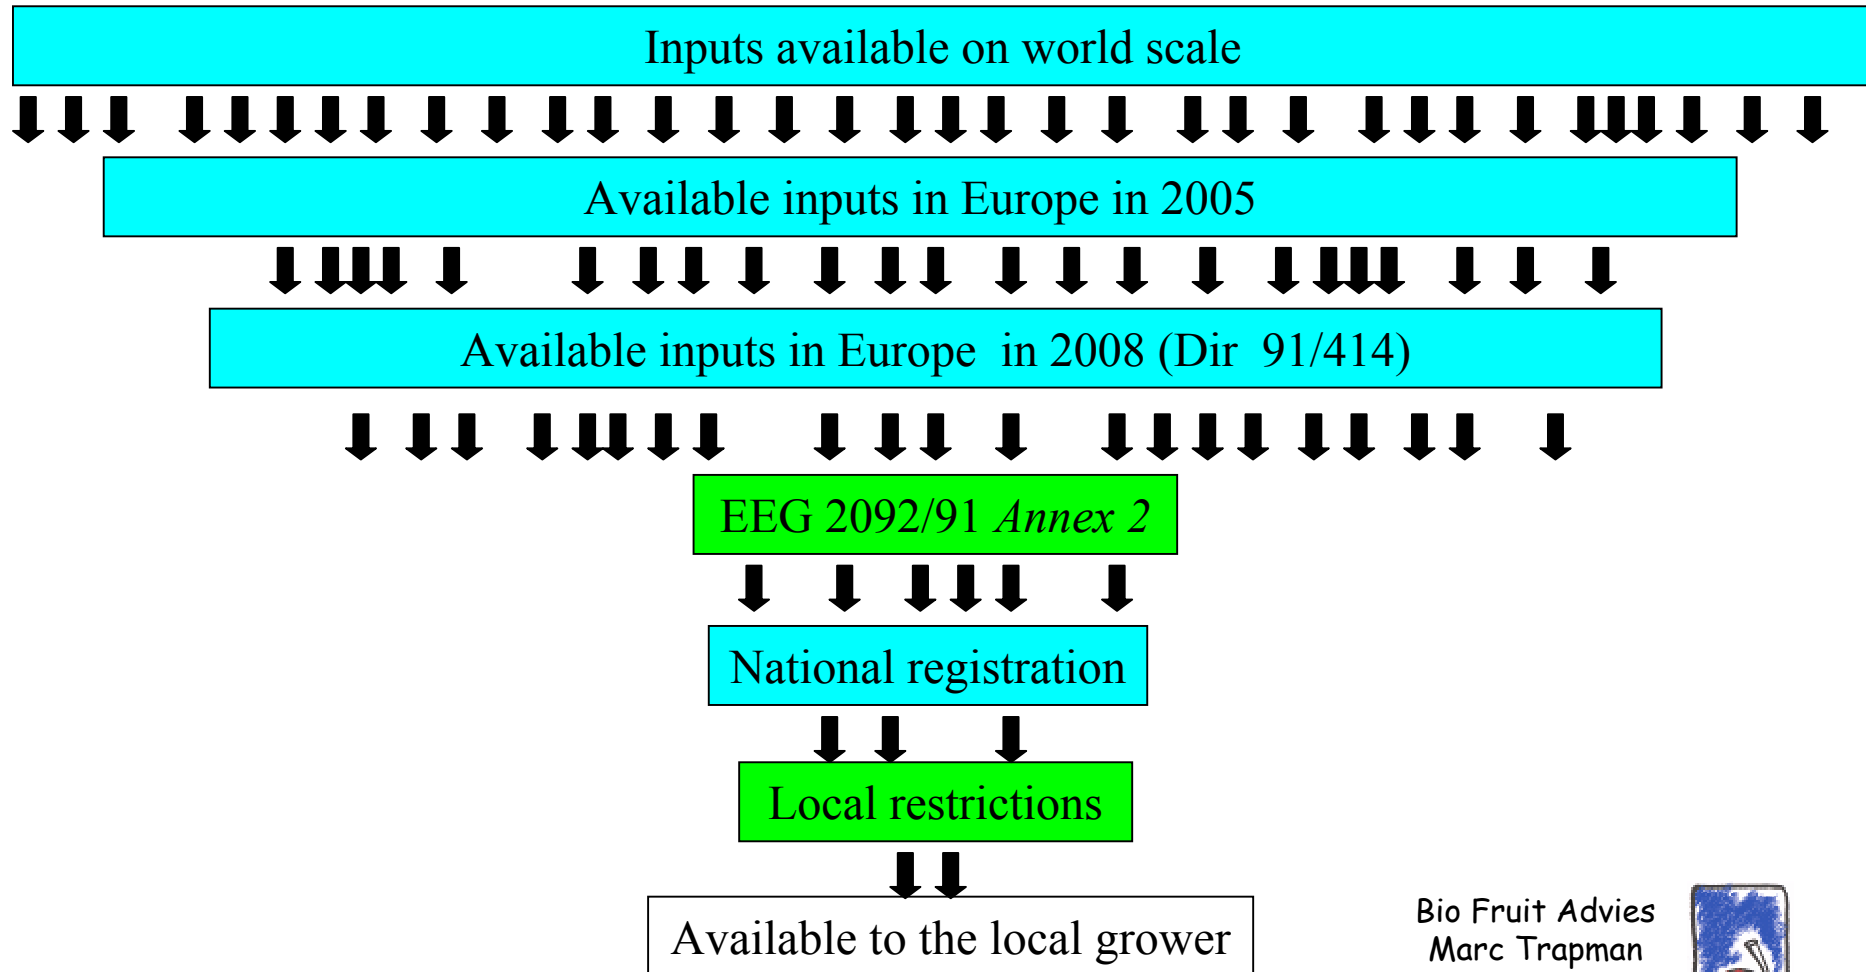 Inputs available on world scale
Available inputs in Europe in 2005
Available inputs in Europe in 2008 (Dir 91/414)
EEG 2092/91 Annex 2
National registration
Local restrictions
Available to the local grower
Bio Fruit Advies
Marc Trapman